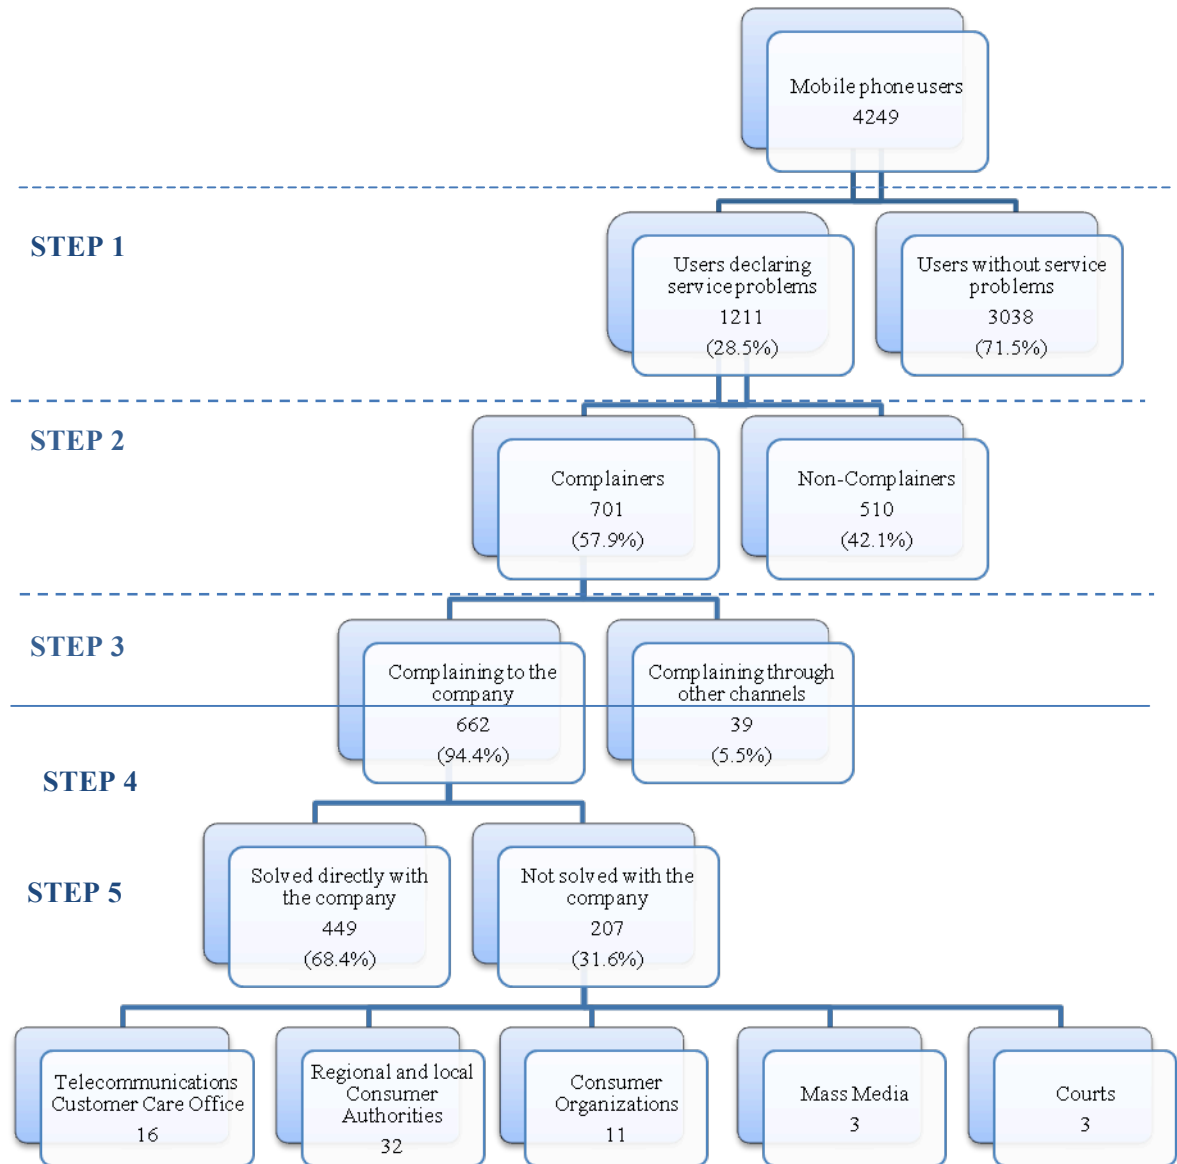 Mobile phone users
4249
STEP 1
Users declaring
service problems
1211
(28.5%)
Users without service
problems
3038
(71.5%)
STEP 2
Complainers
701
(57.9%)
Non-Complainers
510
(42.1%)
STEP 3
Complaining to the
company
662
(94.4%)
Complaining through
other channels
39
(5.5%)
STEP 4
STEP 5
Solved directly with
the company
449
(68.4%)
Not solved with the
company
207
(31.6%)
Telecommunications
Customer Care Office
16
Regional and local
Consumer
Authorities
32
Consumer
Organizations
11
Mass Media
3
Courts
3